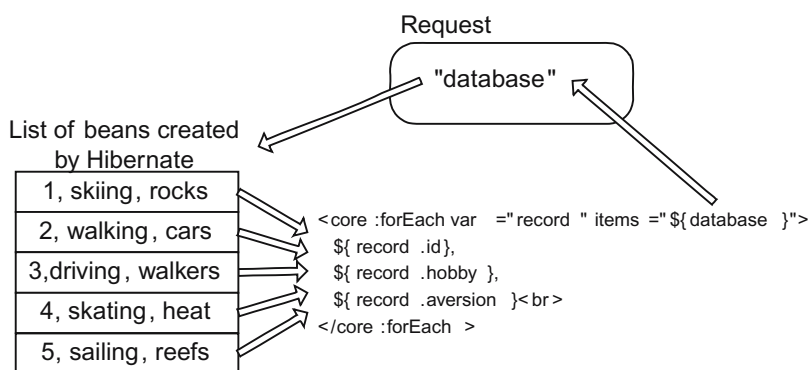 Request
"database"
List of beans created
by Hibernate
1, skiing, rocks
2, walking, cars
3,driving, walkers
4, skating, heat
5, sailing, reefs
<core :forEach var ="record " items ="${ database }">
${ record .id},
${ record .hobby },
${ record .aversion }<br>
</core :forEach >